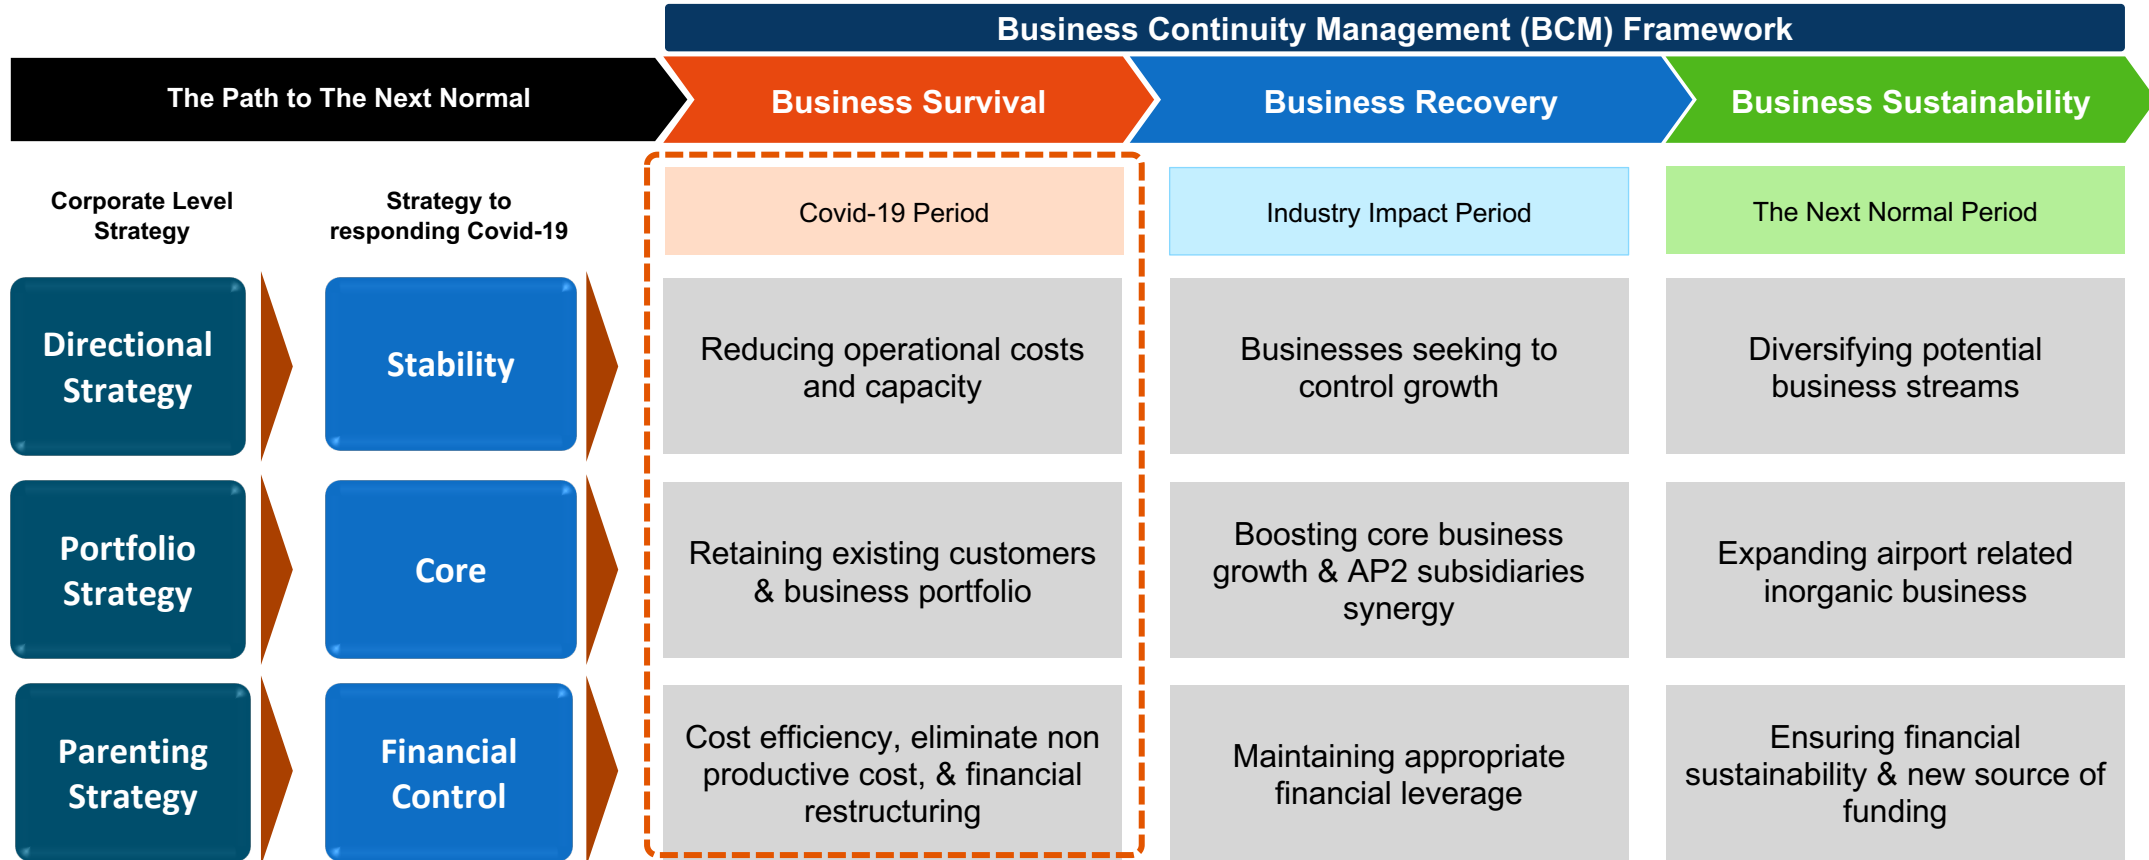 Business Continuity Management (BCM) Framework
The Path to The Next Normal
Business Survival
Business Recovery
Business Sustainability
Corporate Level
Strategy
Strategy to
responding Covid-19
Covid-19 Period
Industry Impact Period
The Next Normal Period
Directional
Strategy
Stability
Reducing operational costs
and capacity
Businesses seeking to
control growth
Diversifying potential
business streams
Portfolio
Strategy
Core
Retaining existing customers
& business portfolio
Boosting core business
growth & AP2 subsidiaries
synergy
Expanding airport related
inorganic business
Parenting
Strategy
Financial
Control
Cost efficiency, eliminate non
productive cost, & financial
restructuring
Maintaining appropriate
financial leverage
Ensuring financial
sustainability & new source of
funding